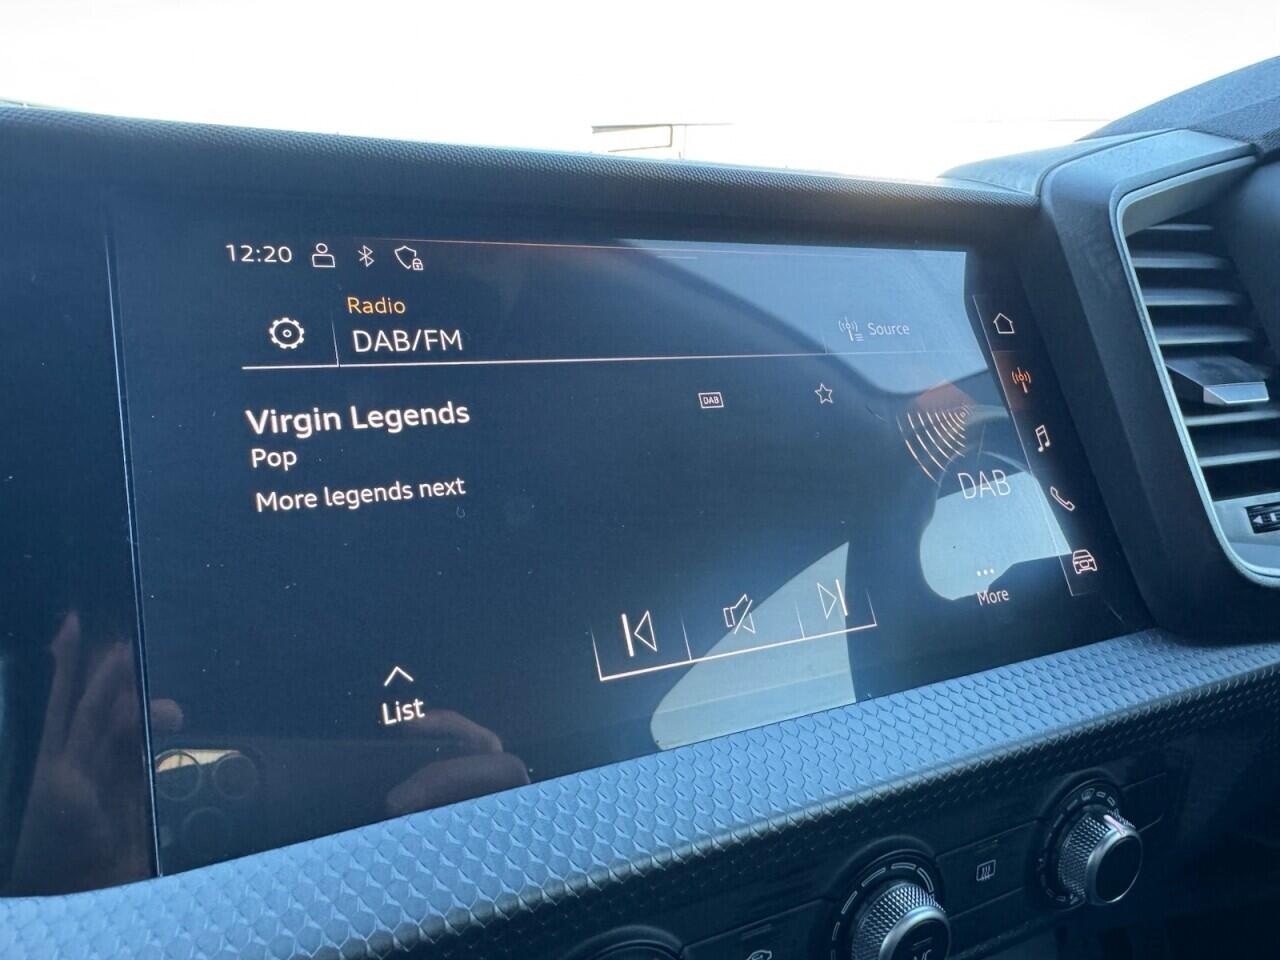 12:20
Radio
DAB/FM
Source
Virgin Legends
DAB
Pop
More legends next
DAB
More
List